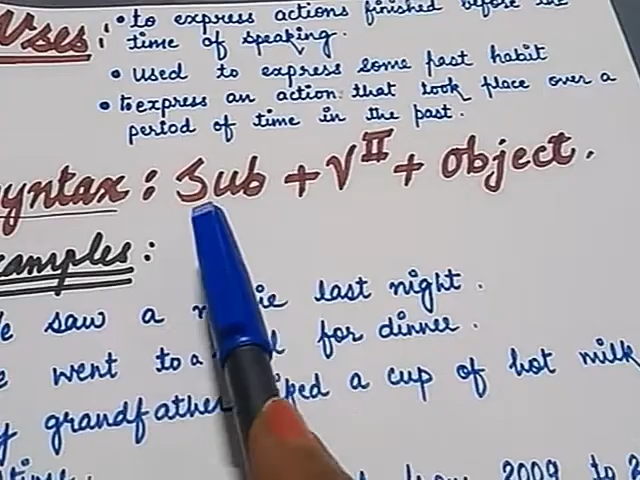 Uses: • to express actions finished before the
time of speaking.
• used to express some past habit
• to express an action that took place over a
period of time in the past.
Syntax: Sub + V II + Object.
Examples:
saw a last night.
went to a for dinner.
grandfather a cup of hot milk
from 2009 to